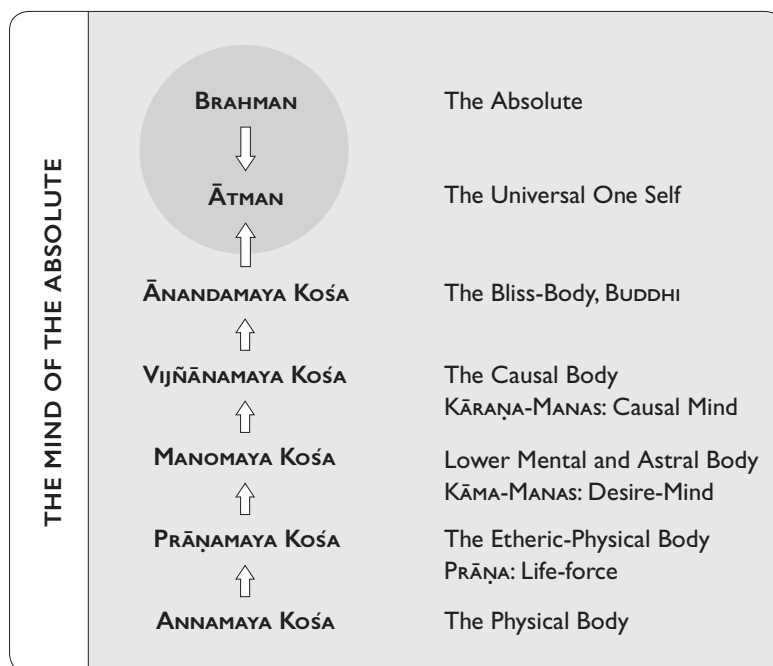 THE MIND OF THE ABSOLUTE
BRAHMAN The Absolute
ĀTMAN The Universal One Self
ĀNANDAMAYA KOŚA The Bliss-Body, BUDDHI
VIJÑĀNAMAYA KOŚA The Causal Body
KĀRAṆA-MANAS: Causal Mind
MANOMAYA KOŚA Lower Mental and Astral Body
KĀMA-MANAS: Desire-Mind
PRĀṆAMAYA KOŚA The Etheric-Physical Body
PRĀṆA: Life-force
ANNAMAYA KOŚA The Physical Body